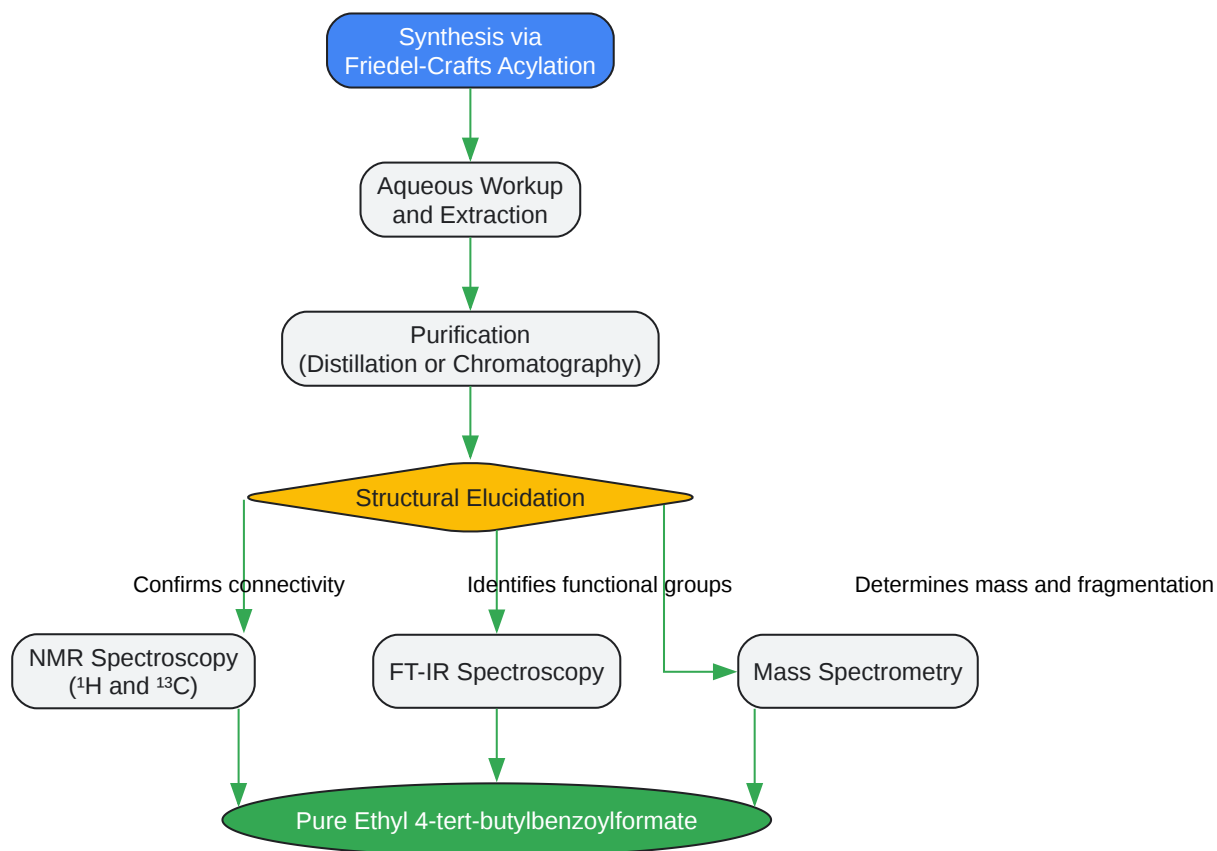 Synthesis via
Friedel-Crafts Acylation
Aqueous Workup
and Extraction
Purification
(Distillation or Chromatography)
Structural Elucidation
Confirms connectivity
Identifies functional groups
Determines mass and fragmentation
NMR Spectroscopy
(¹H and ¹³C)
FT-IR Spectroscopy
Mass Spectrometry
Pure Ethyl 4-tert-butylbenzoylformate